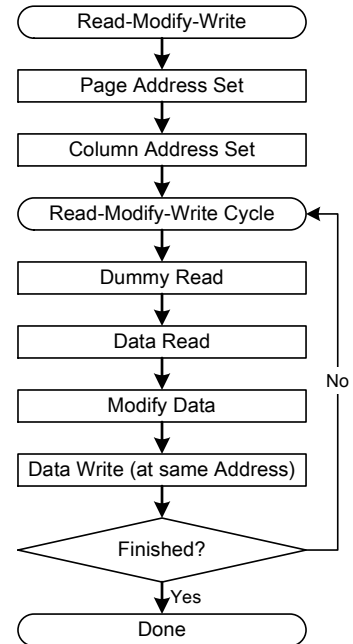 Read-Modify-Write
Page Address Set
Column Address Set
Read-Modify-Write Cycle
Dummy Read
Data Read
No
Modify Data
Data Write (at same Address)
Finished?
Yes
Done